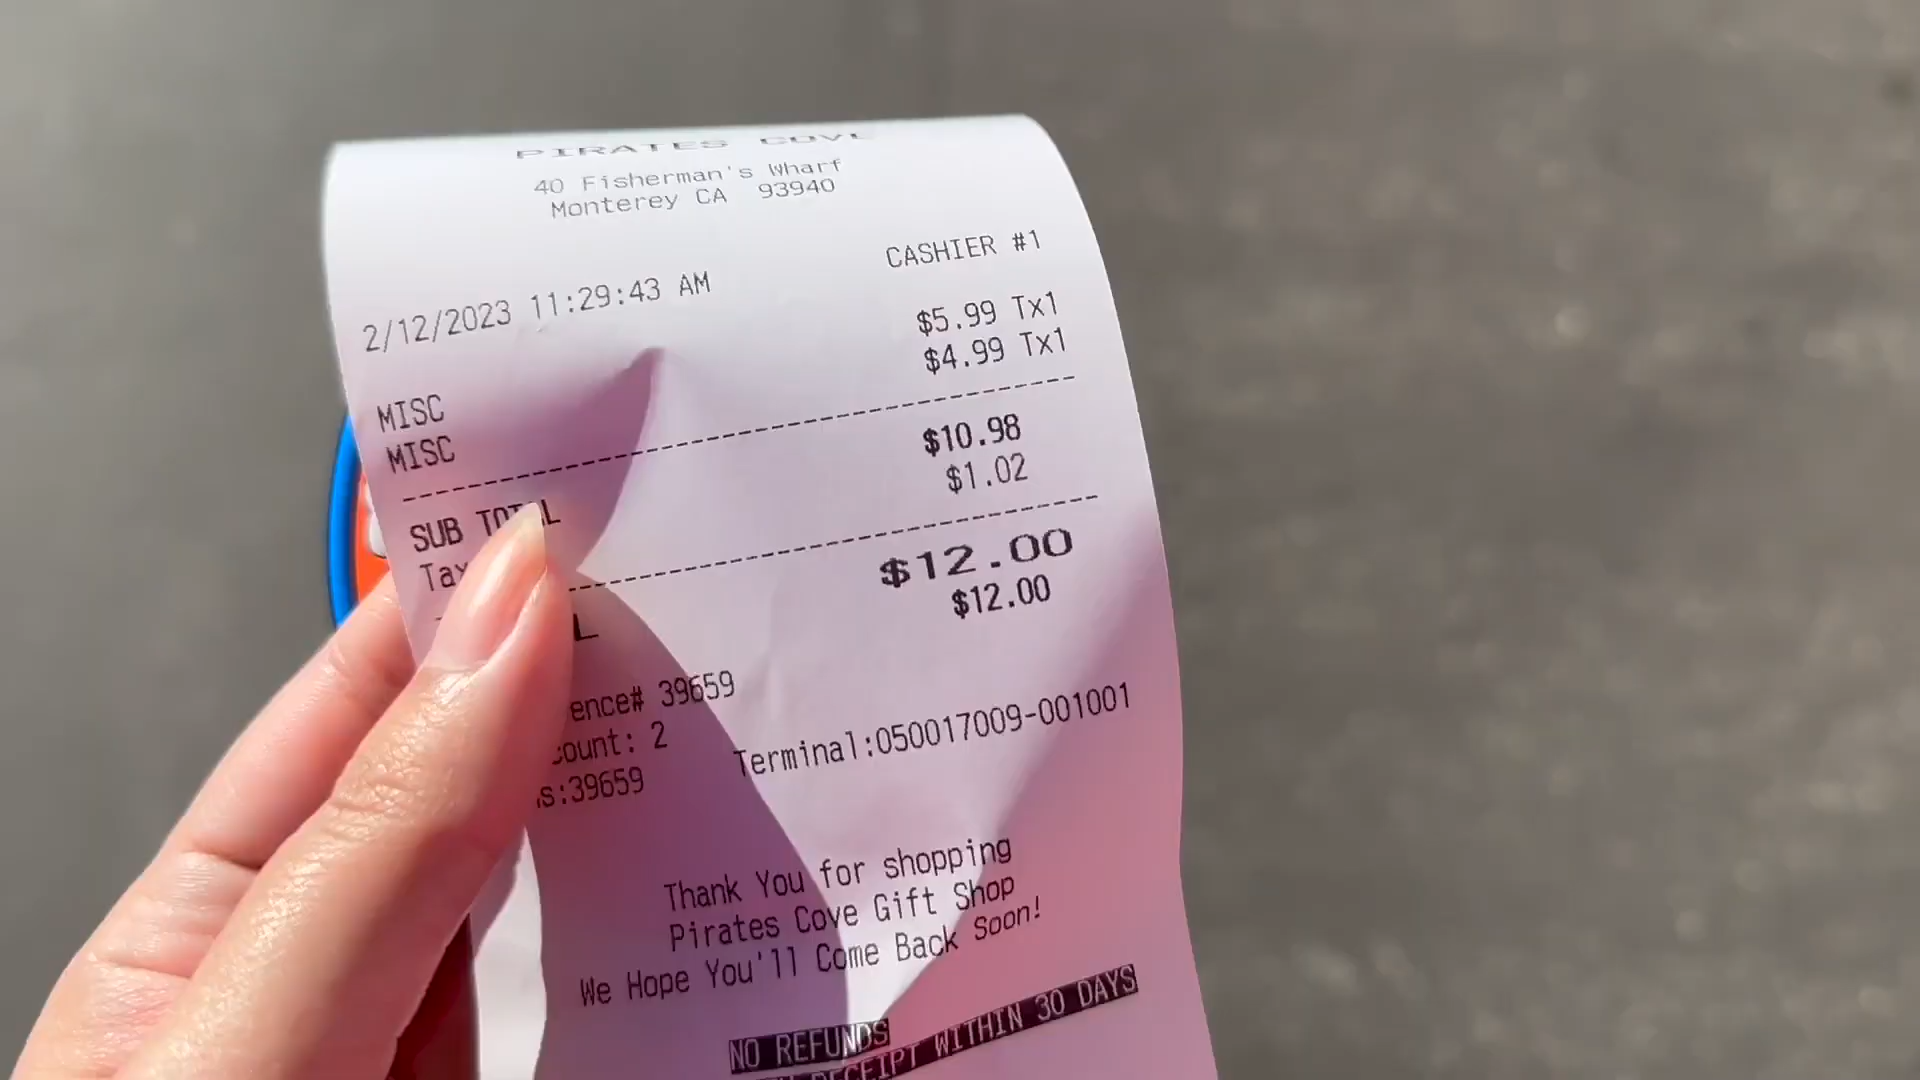 PIRATES COVE
40 Fisherman's Wharf
Monterey CA 93940
CASHIER #1
2/12/2023 11:29:43 AM
MISC $5.99 Tx1
MISC $4.99 Tx1
SUB TOTAL $10.98
Tax $1.02
L $12.00
$12.00
ence# 39659
count: 2
s:39659 Terminal:050017009-001001
Thank You for shopping
Pirates Cove Gift Shop
We Hope You'll Come Back Soon!
NO REFUNDS
RECEIPT WITHIN 30 DAYS